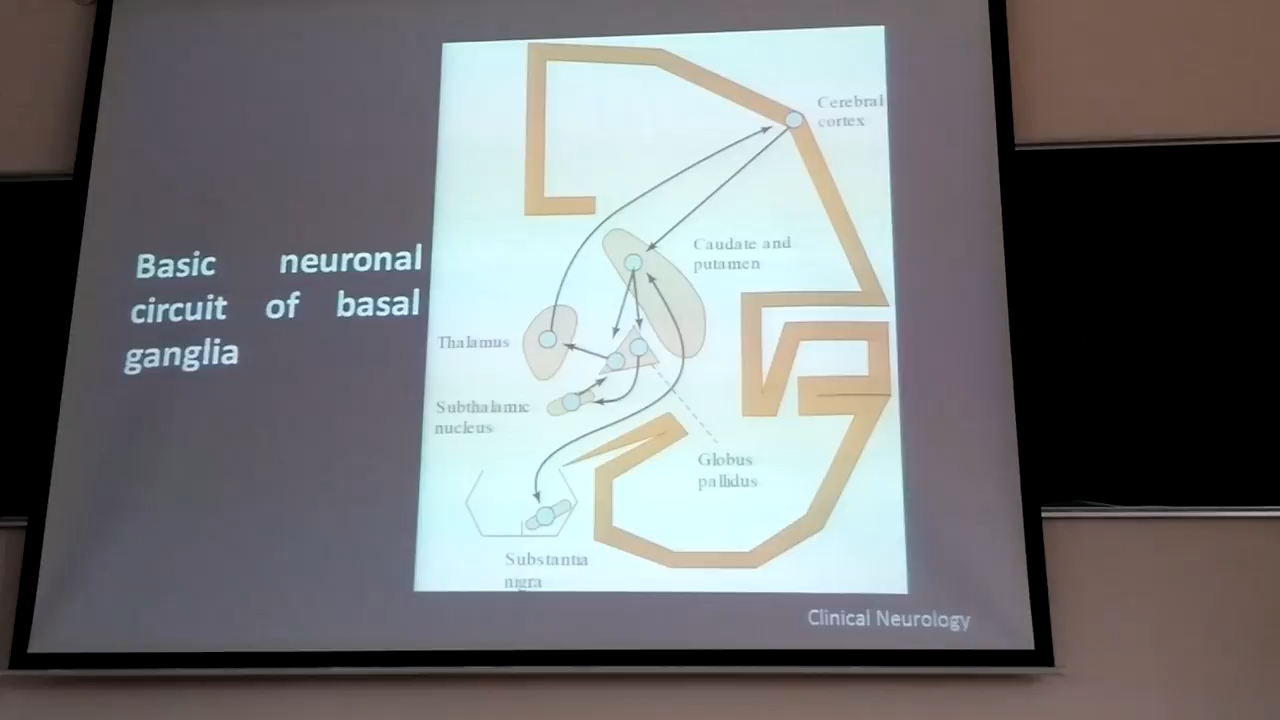 Basic neuronal
circuit of basal
ganglia
Cerebral
cortex
Caudate and
putamen
Thalamus
Subthalamic
nucleus
Globus
pallidus
Substantia
nigra
Clinical Neurology